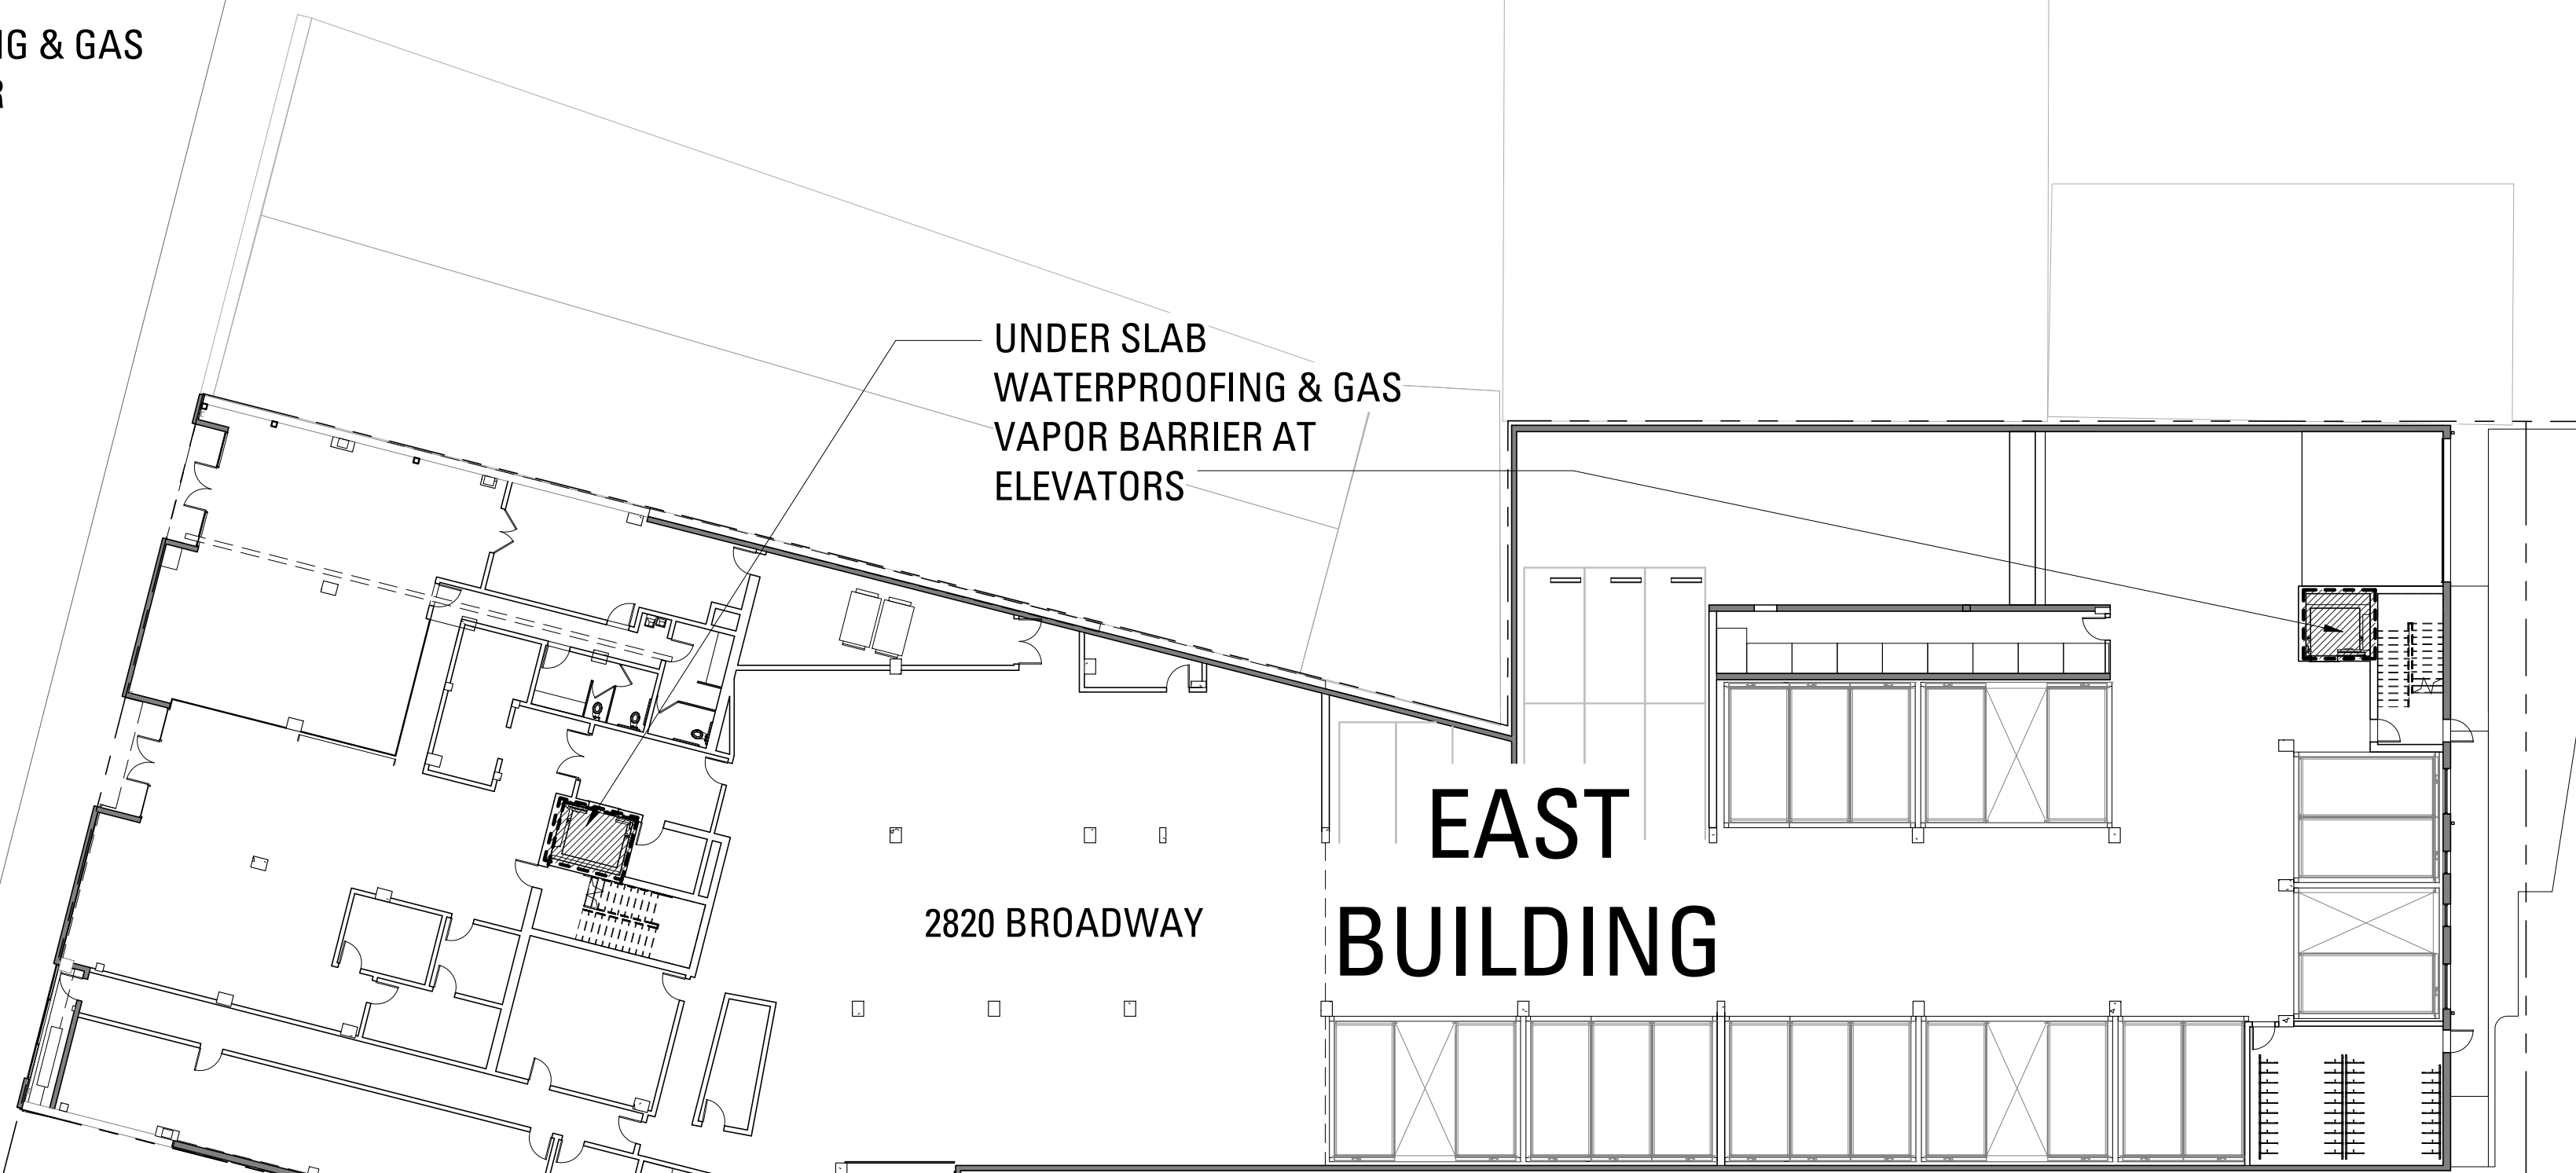 & GAS
UNDER SLAB
WATERPROOFING & GAS
VAPOR BARRIER AT
ELEVATORS
EAST
BUILDING
2820 BROADWAY